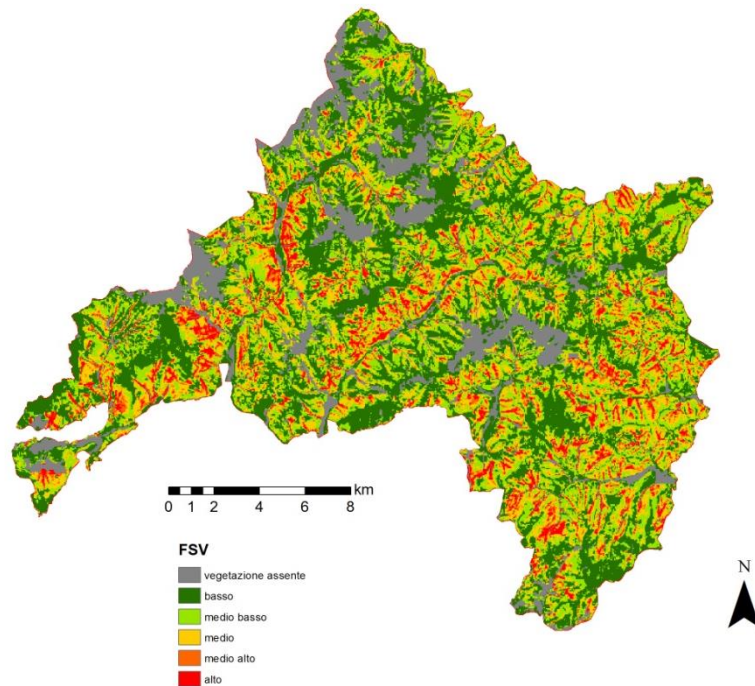 km
0 1 2 4 6 8
FSV
vegetazione assente
basso
medio basso
medio
medio alto
alto
N